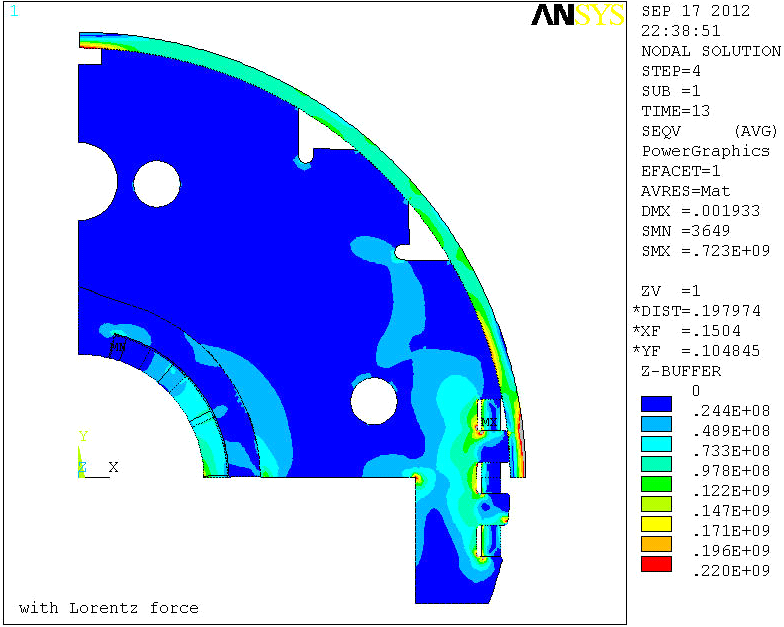 1
ANSYS
SEP 17 2012
22:38:51
NODAL SOLUTION
STEP=4
SUB =1
TIME=13
SEQV     (AVG)
PowerGraphics
EFACET=1
AVRES=Mat
DMX =.001933
SMN =3649
SMX =.723E+09
ZV  =1
*DIST=.197974
*XF  =.1504
*YF  =.104845
Z-BUFFER
0
.244E+08
.489E+08
.733E+08
.978E+08
.122E+09
.147E+09
.171E+09
.196E+09
.220E+09
MN
MX
Y
Z X
with Lorentz force